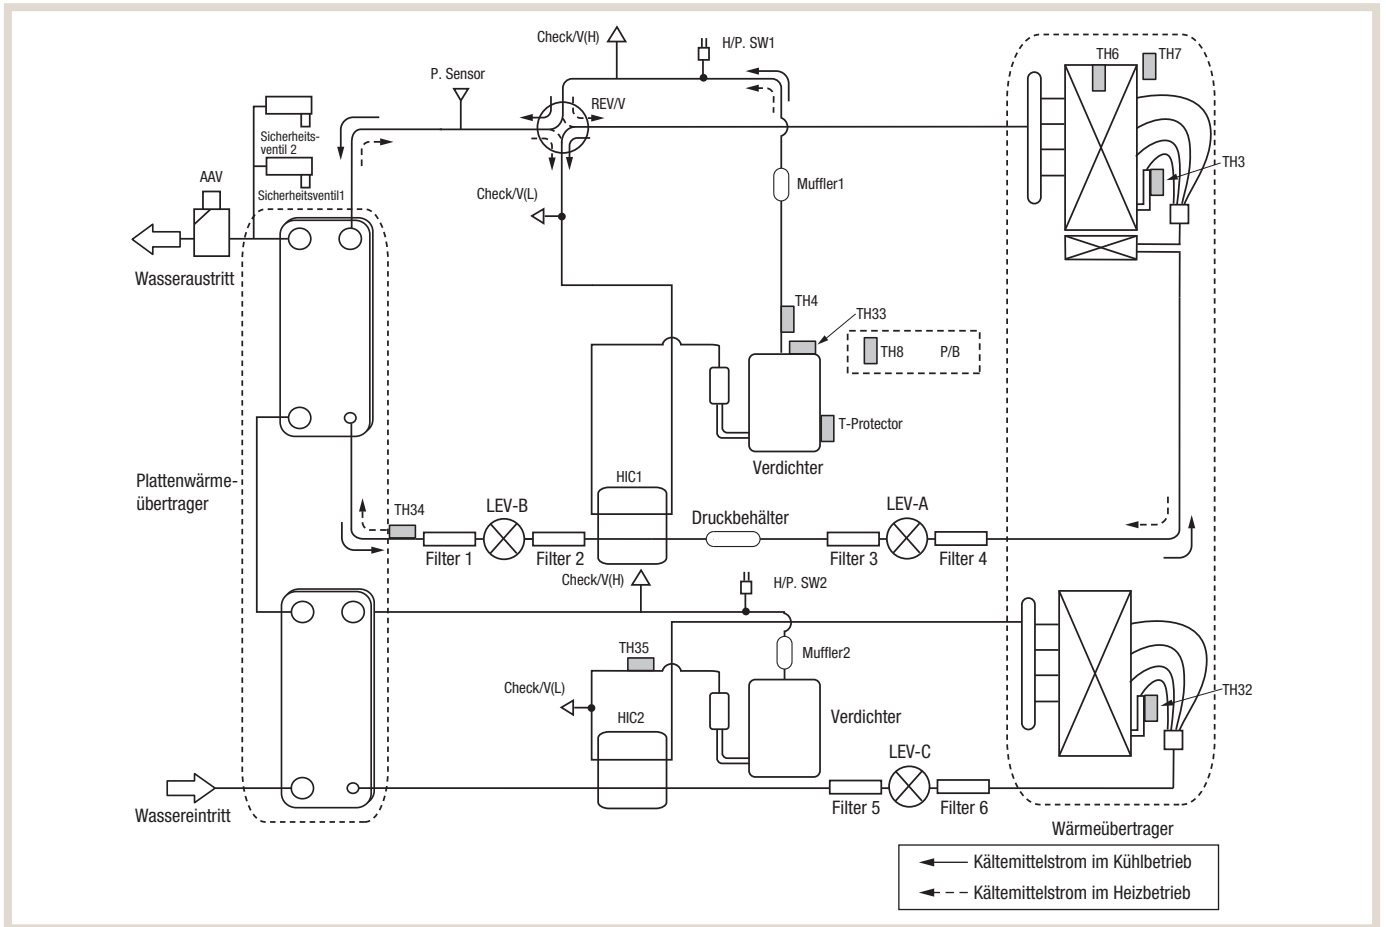 Check/V(H)
H/P. SW1
TH6
TH7
P. Sensor
REV/V
Sicherheits-
ventil 2
Sicherheitsventil1
AAV
Check/V(L)
Muffler1
TH3
Wasseraustritt
TH4
TH33
TH8
P/B
T-Protector
Verdichter
Plattenwärme-
übertrager
HIC1
TH34
LEV-B
Druckbehälter
LEV-A
Filter 1
Filter 2
Filter 3
Filter 4
Check/V(H)
H/P. SW2
TH35
Muffler2
Check/V(L)
HIC2
Verdichter
TH32
LEV-C
Wassereintritt
Filter 5
Filter 6
Wärmeübertrager
Kältemittelstrom im Kühlbetrieb
Kältemittelstrom im Heizbetrieb